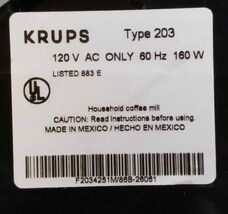 KRUPS Type 203
120 V AC ONLY 60 Hz 160 W
LISTED 883 E
UL
Household coffee mill
CAUTION: Read instructions before using.
MADE IN MEXICO / HECHO EN MEXICO
F2034251M/86B-26061